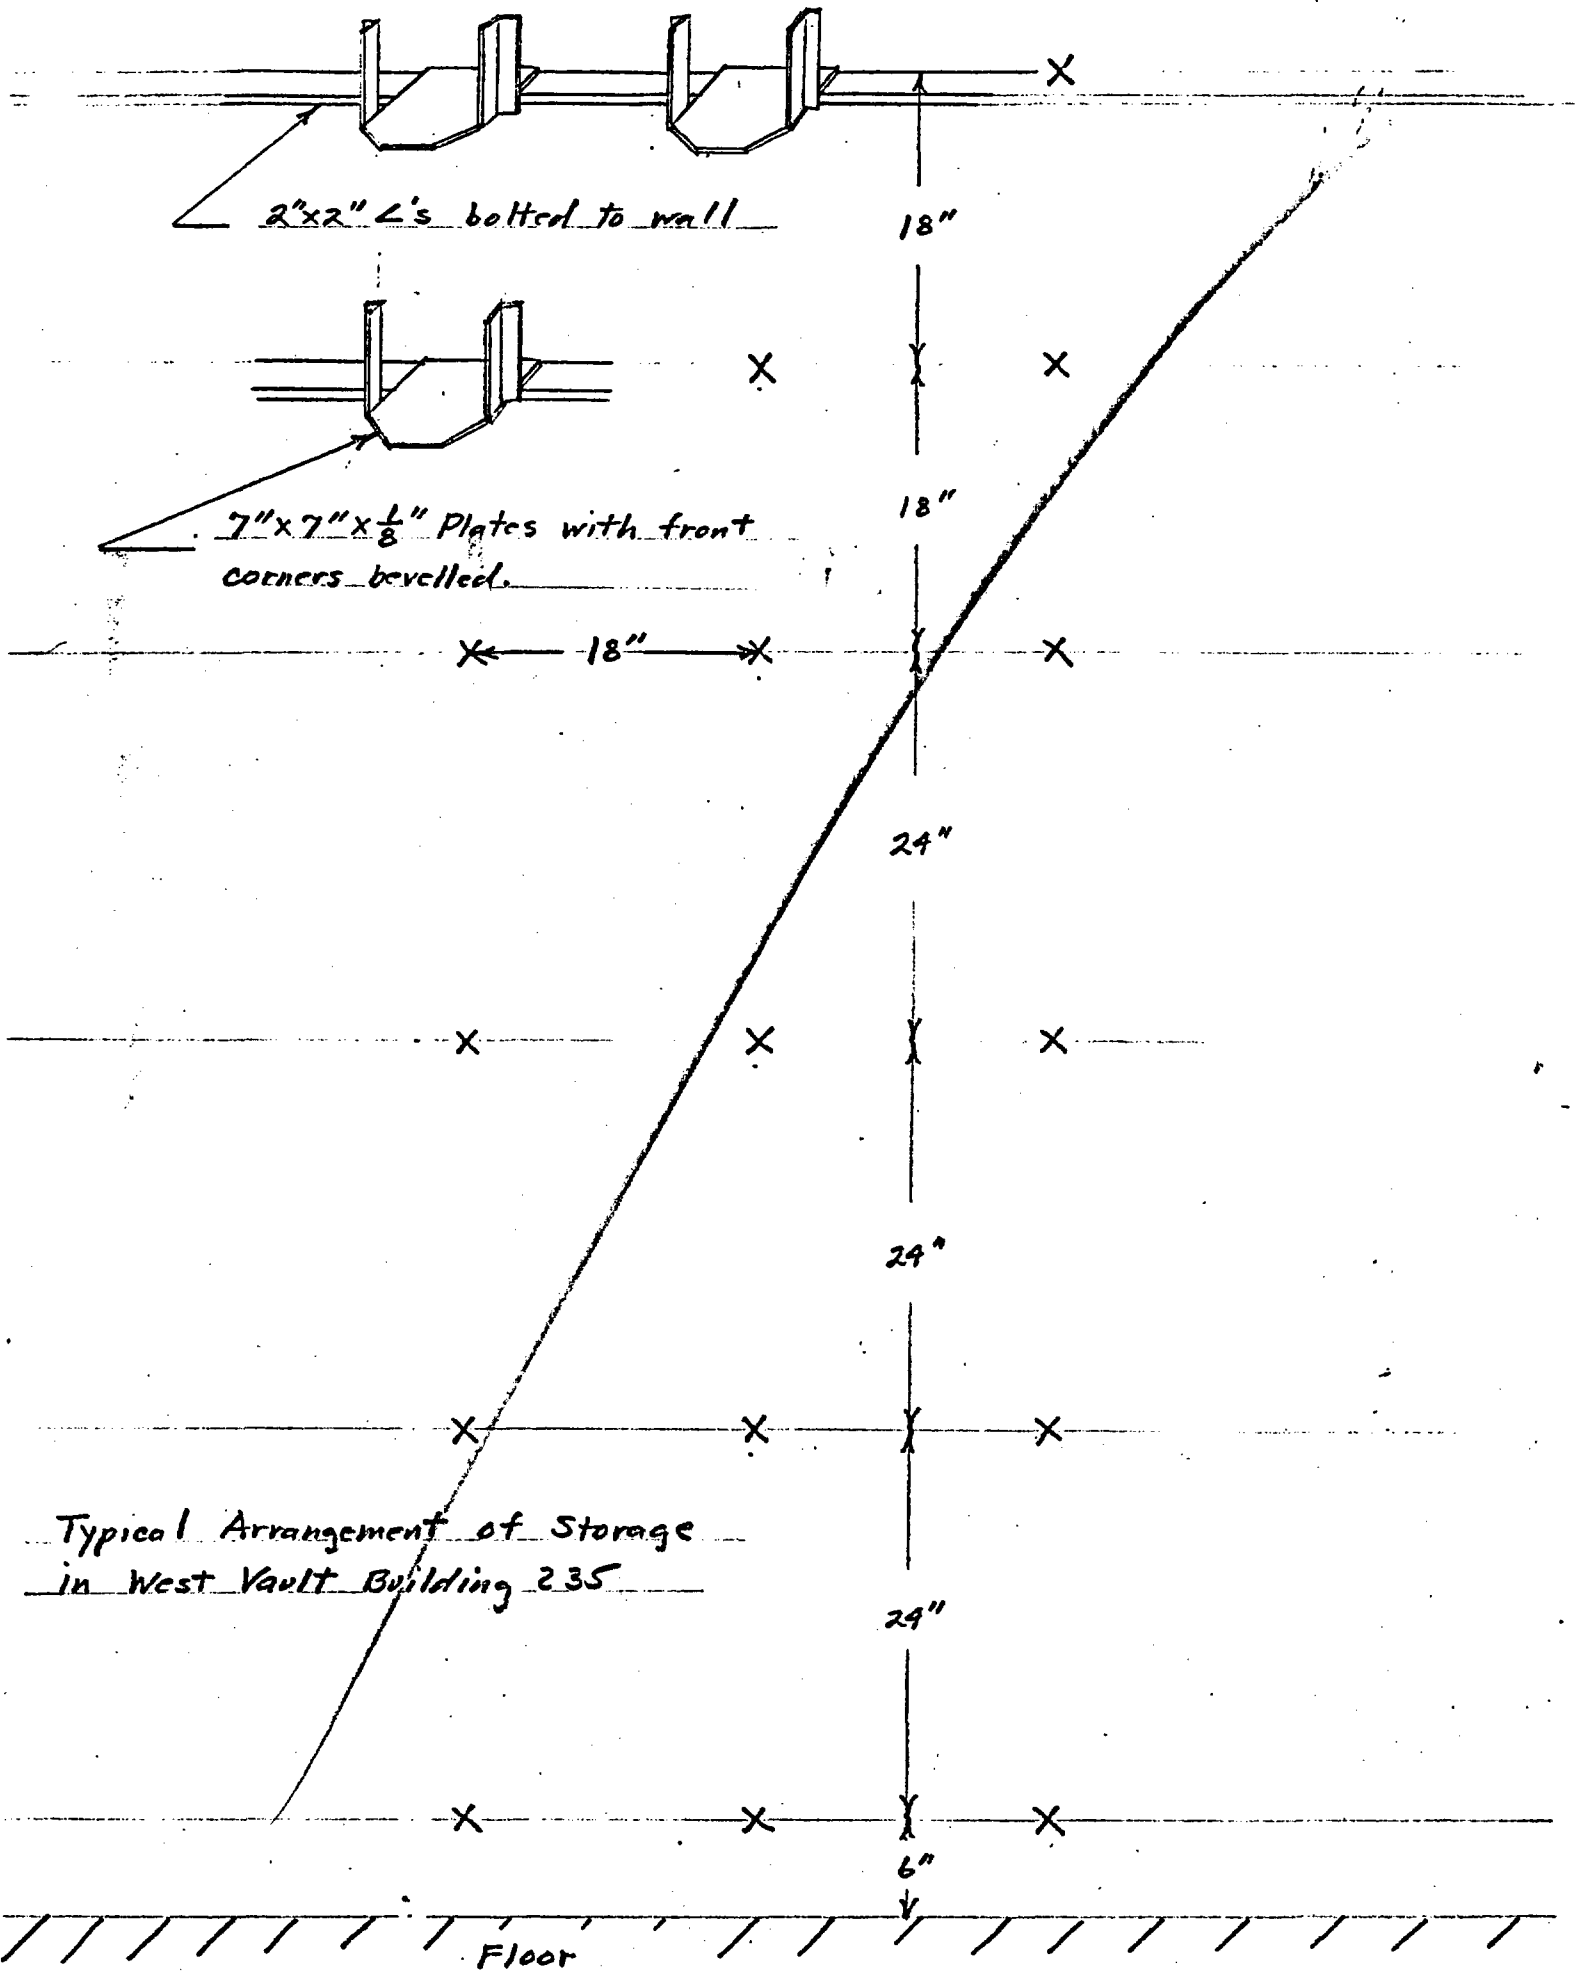 2"x2" ∠'s bolted to wall
18"
7"x7"x 1/8" Plates with front
corners bevelled.
18"
18"
24"
24"
Typical Arrangement of Storage
in West Vault Building 235
24"
6"
Floor